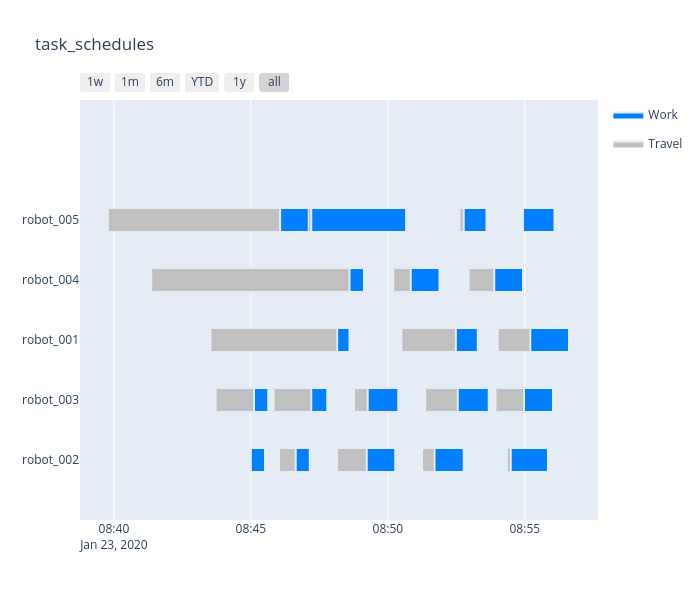 task_schedules
1w 1m 6m YTD 1y all
Work
Travel
robot_005
robot_004
robot_001
robot_003
robot_002
08:40 08:45 08:50 08:55
Jan 23, 2020